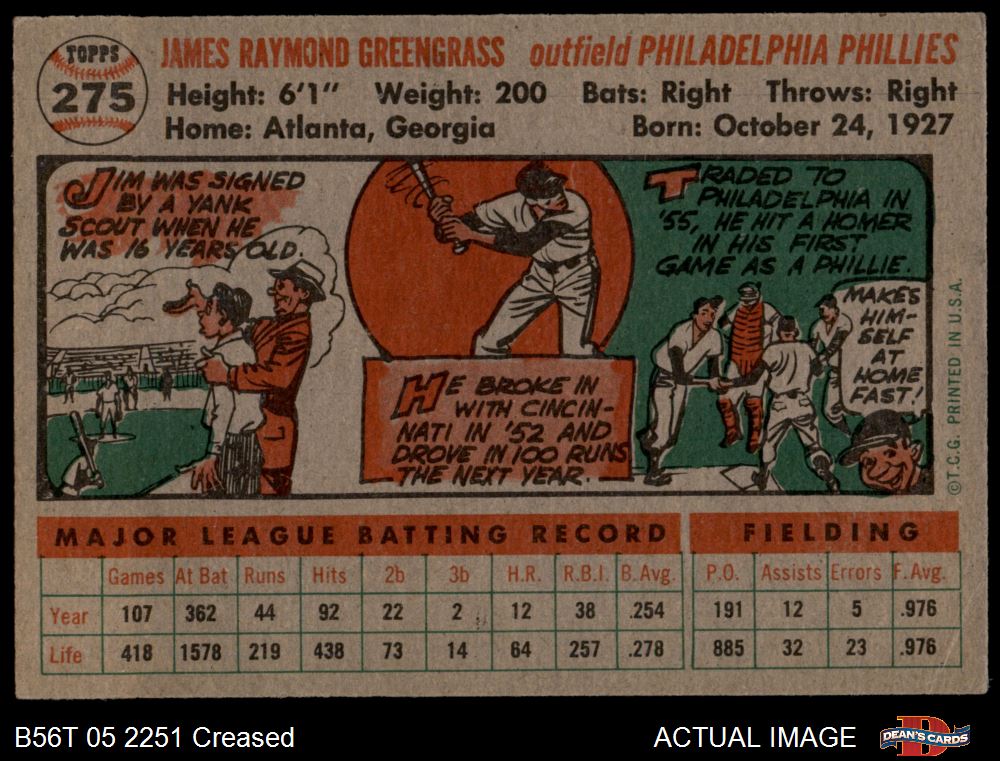 TOPPS
275
JAMES RAYMOND GREENGRASS outfield PHILADELPHIA PHILLIES
Height: 6'1" Weight: 200 Bats: Right Throws: Right
Home: Atlanta, Georgia Born: October 24, 1927
JIM WAS SIGNED
BY A YANK
SCOUT WHEN HE
WAS 16 YEARS OLD.
HE BROKE IN
WITH CINCIN-
NATI IN '52 AND
DROVE IN 100 RUNS
THE NEXT YEAR.
TRADED TO
PHILADELPHIA IN
'55, HE HIT A HOMER
IN HIS FIRST
GAME AS A PHILLIE.
MAKES
HIM-
SELF
AT
HOME
FAST!
©T.C.G. PRINTED IN U.S.A.
MAJOR LEAGUE BATTING RECORD FIELDING
Games At Bat Runs Hits 2b 3b H.R. R.B.I. B.Avg. P.O. Assists Errors F.Avg.
Year 107 362 44 92 22 2 12 38 .254 191 12 5 .976
Life 418 1578 219 438 73 14 64 257 .278 885 32 23 .976
B56T 05 2251 Creased ACTUAL IMAGE
DEAN'S CARDS